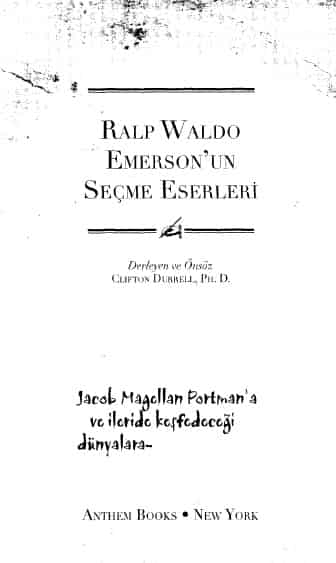 RALP WALDO
EMERSON'UN
SEÇME ESERLERİ
Derleyen ve Önsöz
CLIFTON DURRELL, PH. D.
Jacob Magellan Portman'a
ve ileride keşfedeceği
dünyalara-
ANTHEM BOOKS • NEW YORK